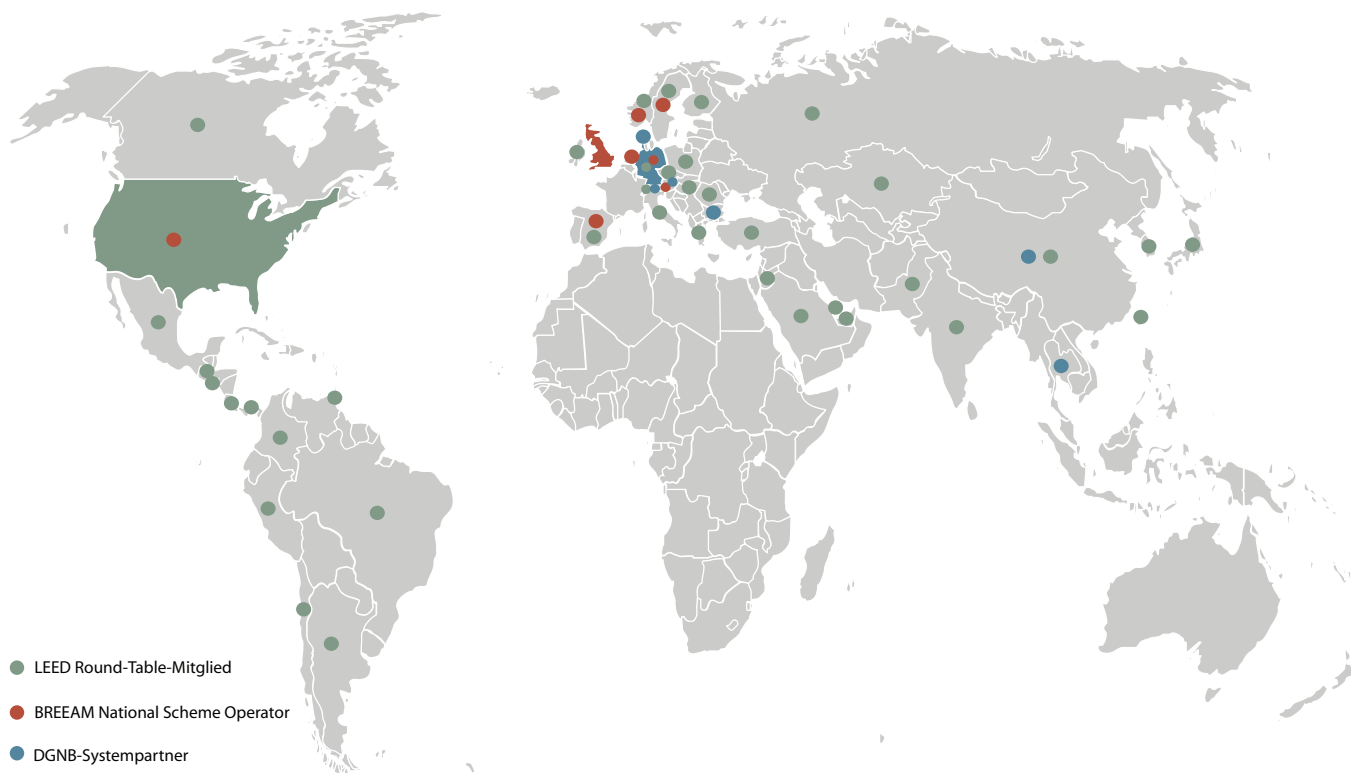 LEED Round-Table-Mitglied
BREEAM National Scheme Operator
DGNB-Systempartner